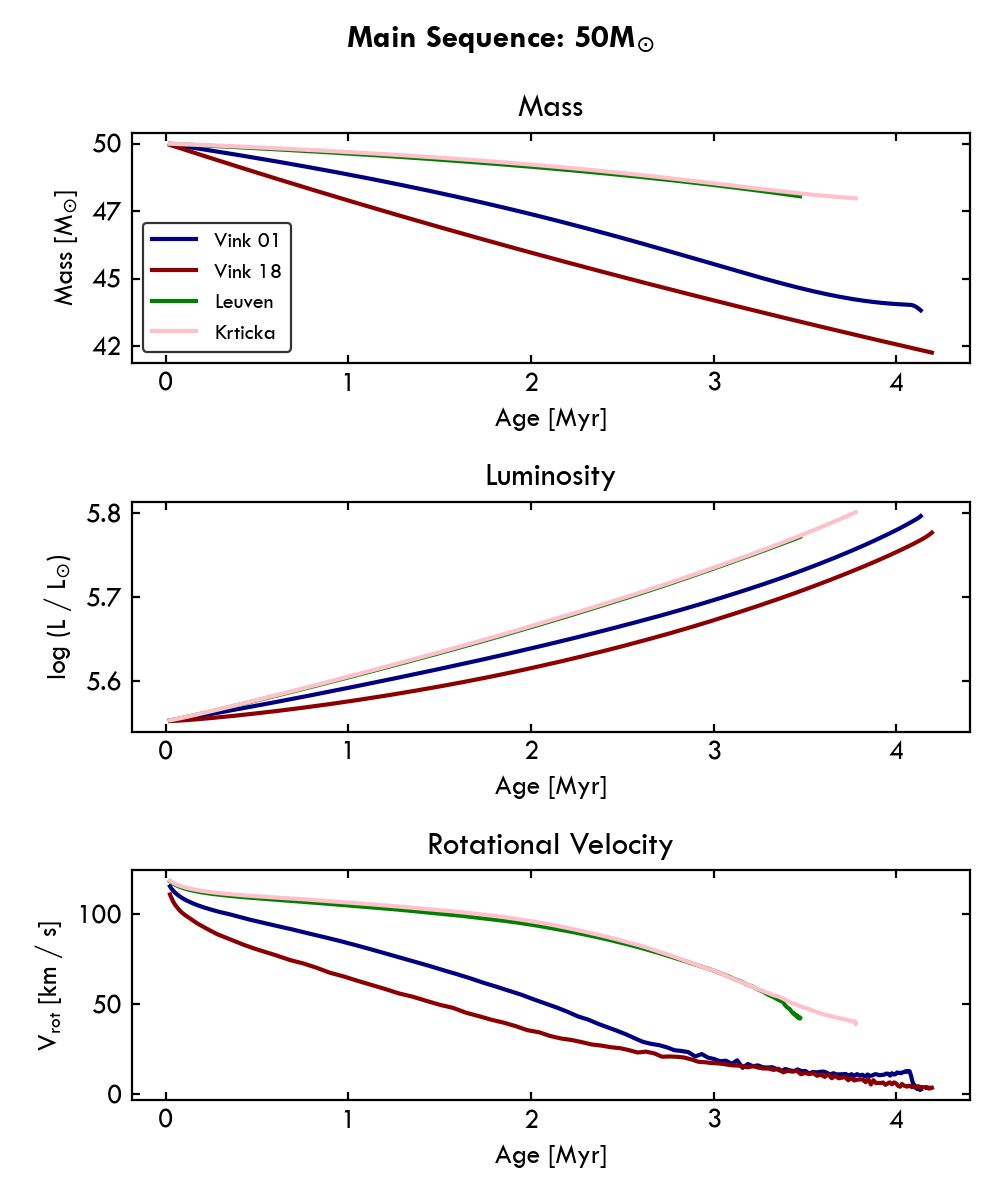 Main Sequence: 50M⊙
Mass
50
47
45
42
Mass [M⊙]
Vink 01
Vink 18
Leuven
Krticka
0 1 2 3 4
Age [Myr]
Luminosity
5.8
5.7
5.6
log (L / L⊙)
0 1 2 3 4
Age [Myr]
Rotational Velocity
100
50
0
Vrot [km / s]
0 1 2 3 4
Age [Myr]